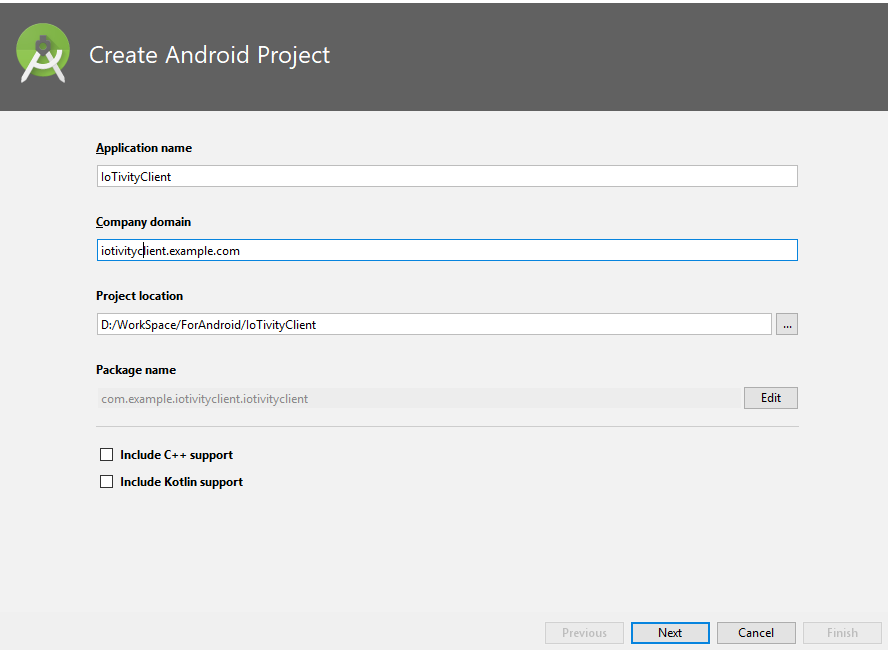 Create Android Project
Application name
IoTivityClient
Company domain
iotivityclient.example.com
Project location
D:/WorkSpace/ForAndroid/IoTivityClient
...
Package name
com.example.iotivityclient.iotivityclient
Edit
Include C++ support
Include Kotlin support
Previous Next Cancel Finish